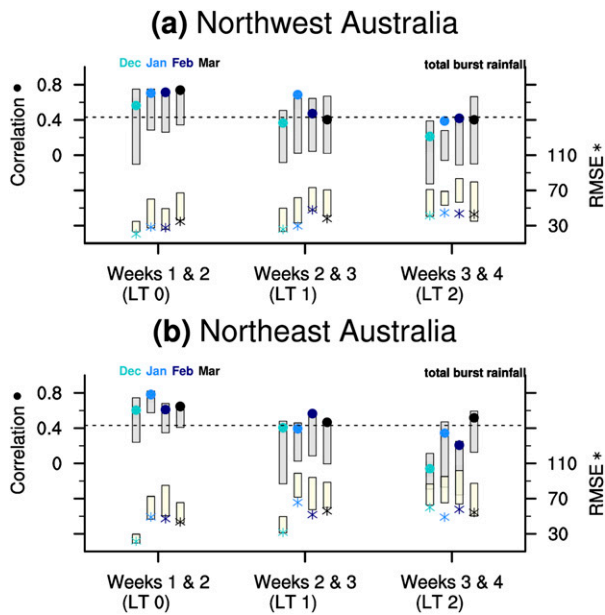 (a) Northwest Australia
Dec Jan Feb Mar
total burst rainfall
0.8
0.4
0
Correlation ●
110
70
30
RMSE *
Weeks 1 & 2 Weeks 2 & 3 Weeks 3 & 4
(LT 0) (LT 1) (LT 2)
(b) Northeast Australia
Dec Jan Feb Mar
total burst rainfall
0.8
0.4
0
Correlation ●
110
70
30
RMSE *
Weeks 1 & 2 Weeks 2 & 3 Weeks 3 & 4
(LT 0) (LT 1) (LT 2)